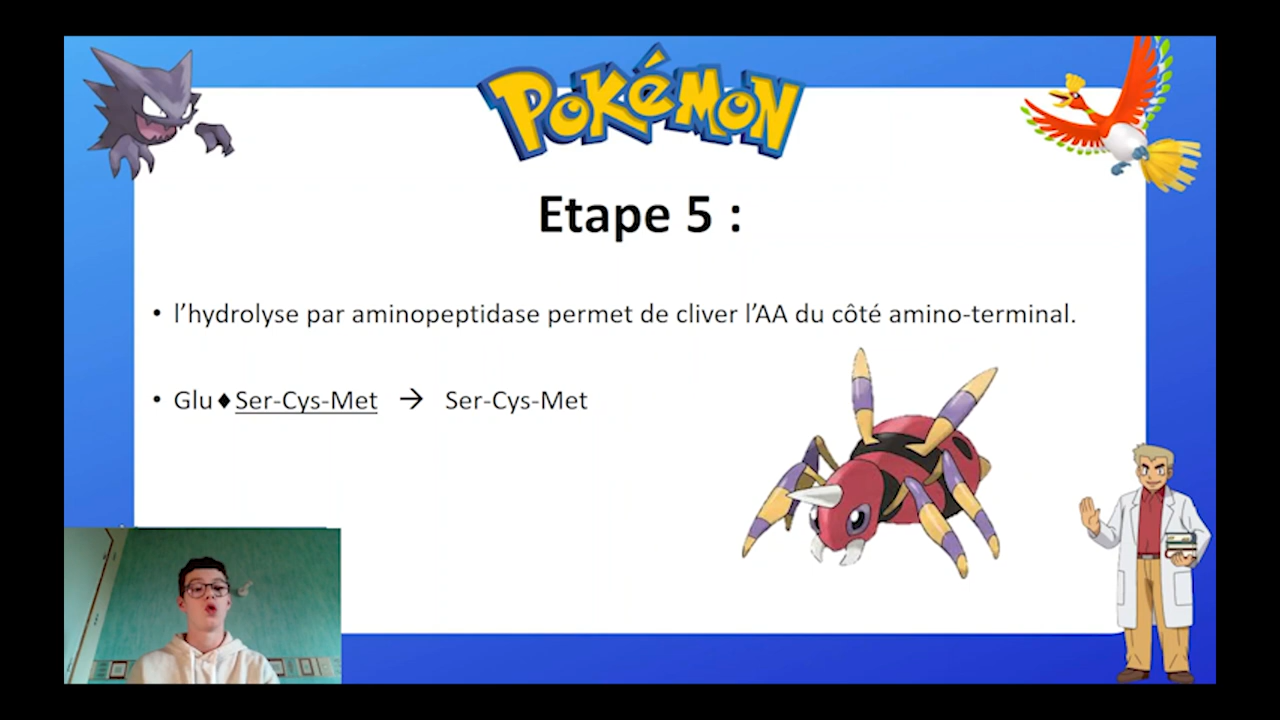 POKéMON
Etape 5 :
• l'hydrolyse par aminopeptidase permet de cliver l'AA du côté amino-terminal.
• Glu♦Ser-Cys-Met → Ser-Cys-Met